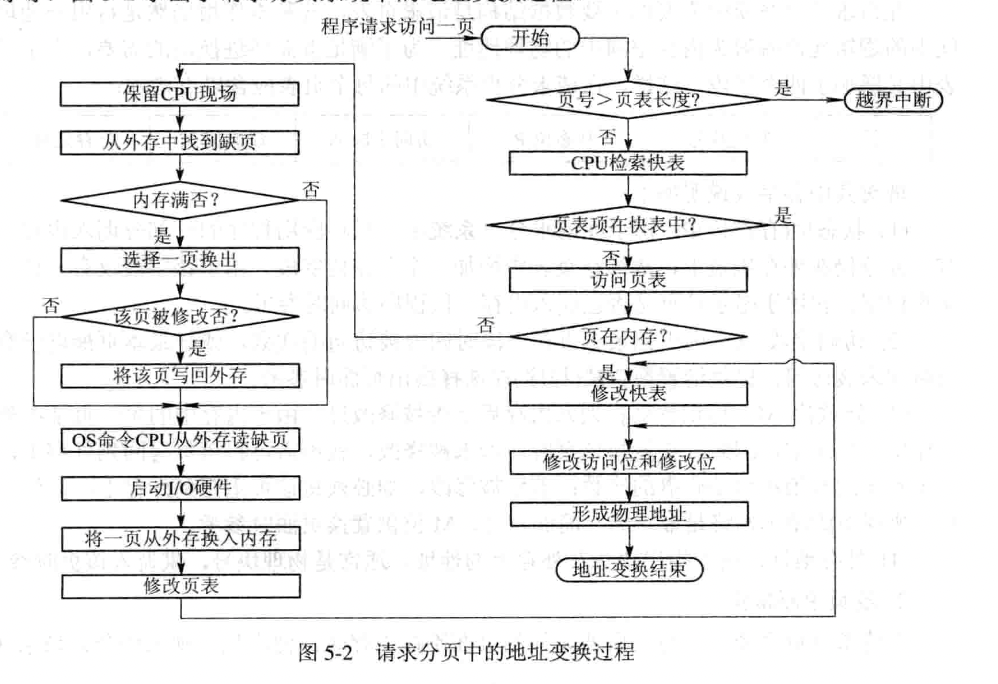 程序请求访问一页
开始
页号＞页表长度?
是
越界中断
否
CPU检索快表
页表项在快表中?
是
否
访问页表
否
页在内存?
是
修改快表
修改访问位和修改位
形成物理地址
地址变换结束
保留CPU现场
从外存中找到缺页
内存满否?
否
是
选择一页换出
否
该页被修改否?
是
将该页写回外存
OS命令CPU从外存读缺页
启动I/O硬件
将一页从外存换入内存
修改页表
图 5-2 请求分页中的地址变换过程